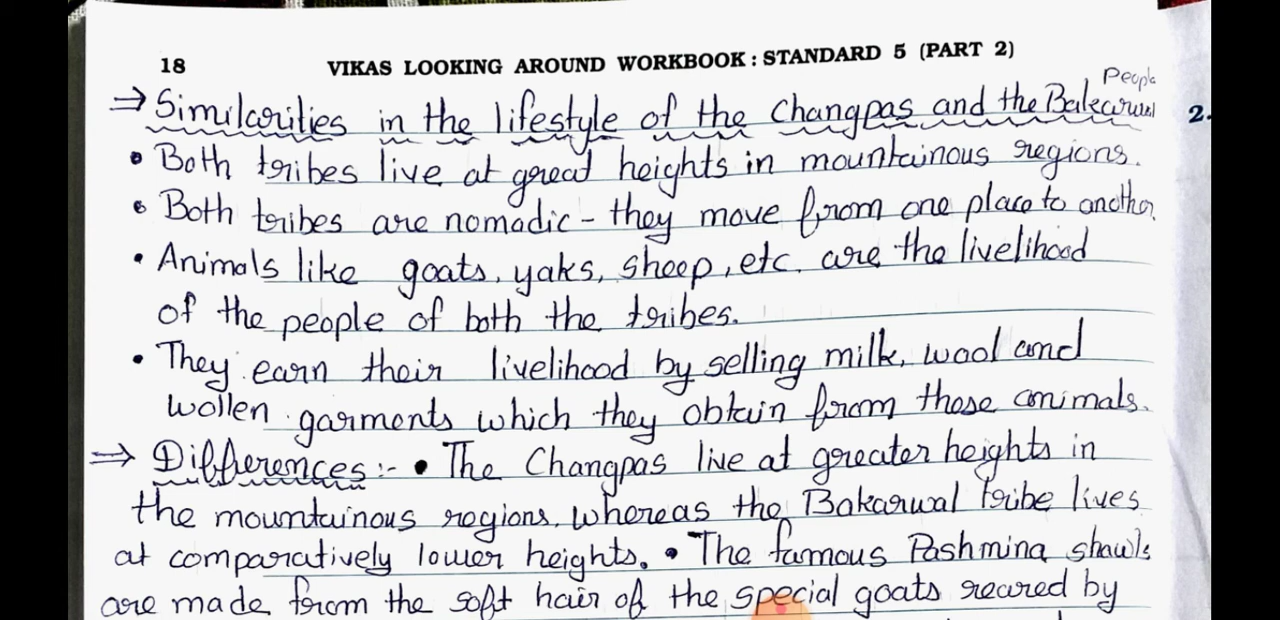 18 VIKAS LOOKING AROUND WORKBOOK : STANDARD 5 (PART 2)
People
⇒ Similarities in the lifestyle of the Changpas and the Bakarwal
2.
• Both tribes live at great heights in mountainous regions.
• Both tribes are nomadic - they move from one place to another.
• Animals like goats, yaks, sheep, etc. are the livelihood
of the people of both the tribes.
• They earn their livelihood by selling milk, wool and
wollen garments which they obtain from those animals.
⇒ Differences :- • The Changpas live at greater heights in
the mountainous regions, whereas the Bakarwal tribe lives
at comparatively lower heights. • The famous Pashmina shawls
are made from the soft hair of the special goats reared by